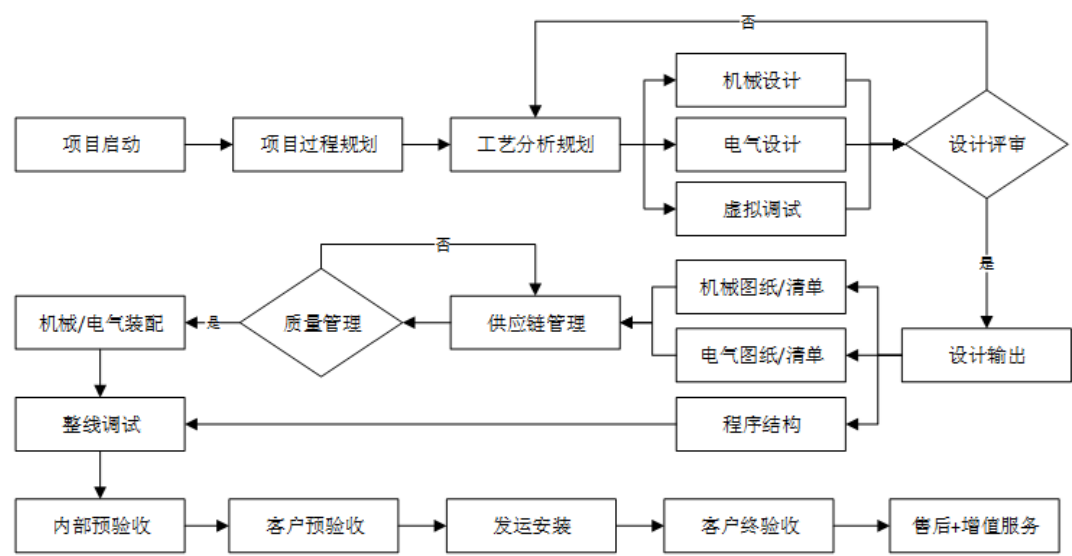 否
机械设计
项目启动
项目过程规划
工艺分析规划
电气设计
设计评审
虚拟调试
否
是
机械图纸/清单
机械/电气装配
是
质量管理
供应链管理
电气图纸/清单
设计输出
整线调试
程序结构
内部预验收
客户预验收
发运安装
客户终验收
售后+增值服务